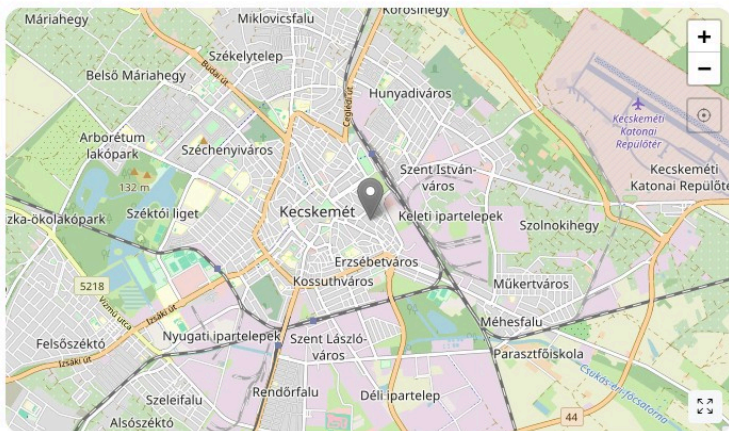 Máriahegy
Miklovicsfalu
Kőrösihegy
Székelytelep
Belső Máriahegy
Budai út
Ceglédi út
Hunyadiváros
Kecskeméti
Katonai
Repülőtér
Arborétum
lakópark
Széchenyiváros
Szent István-
város
Kecskeméti
Katonai Repülőté
132 m
zka-ökolakópark
Széktói liget
Kecskemét
Keleti ipartelepek
Szolnokihegy
Erzsébetváros
Kossuthváros
Műkertváros
5218
Vízmű utca
Izsáki út
Méhesfalu
Felsőszéktó
Nyugati ipartelepek
Szent László-
város
Parasztfőiskola
Izsáki út
Csukás-éri-főcsatorna
Rendőrfalu
Déli ipartelep
Szeleifalu
Alsószéktó
44
+
−